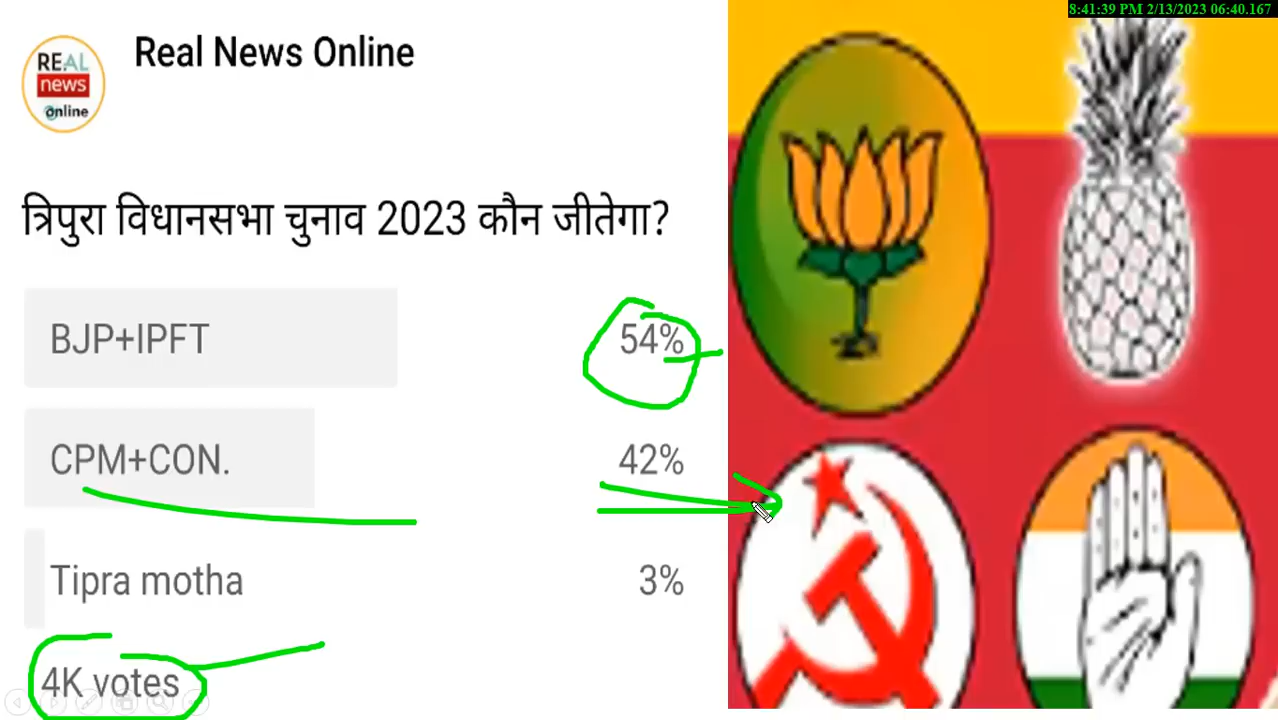 8:41:39 PM 2/13/2023 06:40.167
REAL
news
online
Real News Online
त्रिपुरा विधानसभा चुनाव 2023 कौन जीतेगा?
BJP+IPFT 54%
CPM+CON. 42%
Tipra motha 3%
4K votes